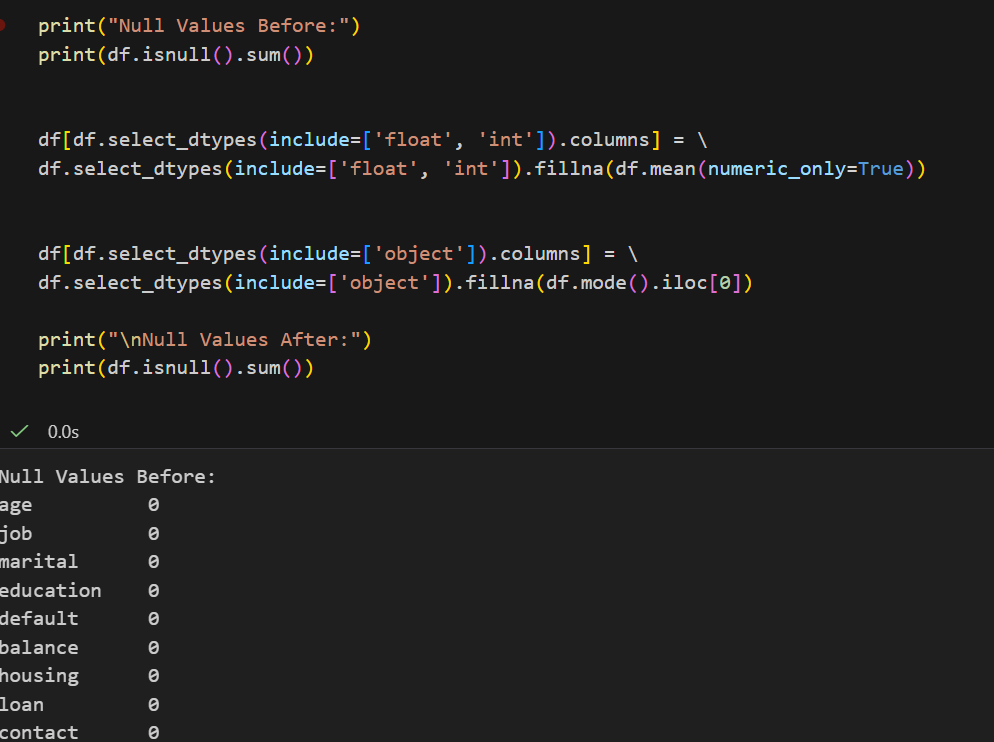 print("Null Values Before:")
print(df.isnull().sum())
df[df.select_dtypes(include=['float', 'int']).columns] = \
df.select_dtypes(include=['float', 'int']).fillna(df.mean(numeric_only=True))
df[df.select_dtypes(include=['object']).columns] = \
df.select_dtypes(include=['object']).fillna(df.mode().iloc[0])
print("\nNull Values After:")
print(df.isnull().sum())
0.0s
Null Values Before:
age 0
job 0
marital 0
education 0
default 0
balance 0
housing 0
loan 0
contact 0